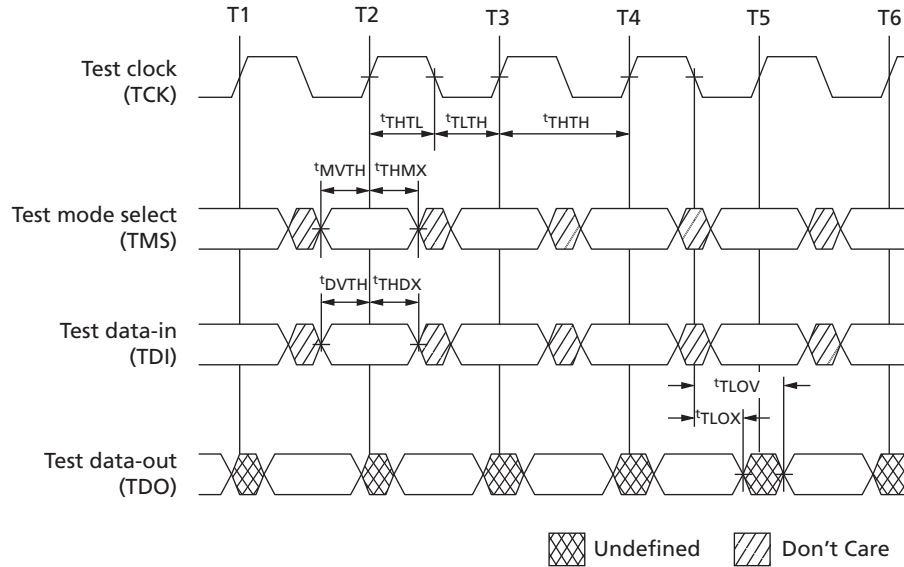 T1 T2 T3 T4 T5 T6
Test clock
(TCK)
tTHTL tTLTH tTHTH
tMVTH tTHMX
Test mode select
(TMS)
tDVTH tTHDX
Test data-in
(TDI)
tTLOV
tTLOX
Test data-out
(TDO)
Undefined Don't Care